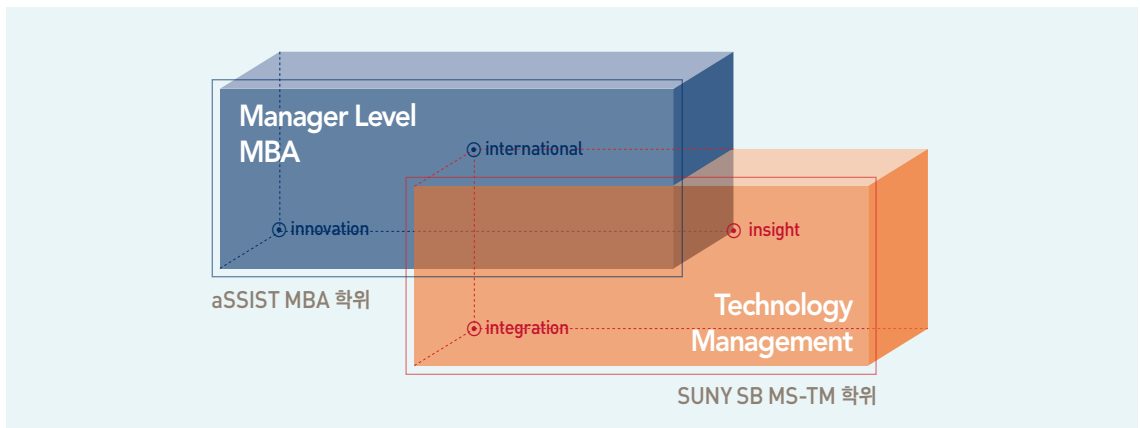 Manager Level
MBA
international
innovation
insight
aSSIST MBA 학위
Technology
Management
integration
SUNY SB MS-TM 학위